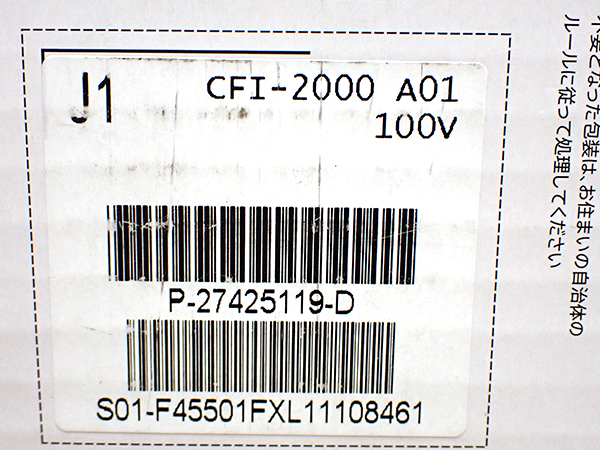 J1
CFI-2000 A01
100V
P-27425119-D
S01-F45501FXL11108461
不要となった包装は、お住まいの自治体の
ルールに従って処理してください